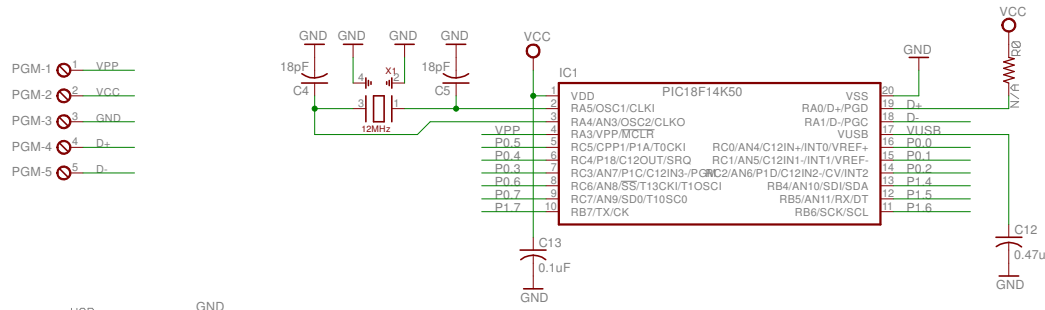 PGM-1 1 VPP
PGM-2 2 VCC
PGM-3 3 GND
PGM-4 4 D+
PGM-5 5 D-
GND GND GND GND
18pF C4
4 X1 2
3 1
12MHz
18pF C5
VCC
IC1
PIC18F14K50
1 VDD
2 RA5/OSC1/CLKI
3 RA4/AN3/OSC2/CLKO
VPP 4 RA3/VPP/MCLR
P0.5 5 RC5/CPP1/P1A/T0CKI
P0.4 6 RC4/P18/C12OUT/SRQ
P0.3 7 RC3/AN7/P1C/C12IN3-/PGM
P0.6 8 RC6/AN8/SS/T13CKI/T1OSCI
P0.7 9 RC7/AN9/SD0/T10SC0
P1.7 10 RB7/TX/CK
VSS 20
RA0/D+/PGD 19 D+
RA1/D-/PGC 18 D-
VUSB 17 VUSB
RC0/AN4/C12IN+/INT0/VREF+ 16 P0.0
RC1/AN5/C12IN1-/INT1/VREF- 15 P0.1
RC2/AN6/P1D/C12IN2-/CV/INT2 14 P0.2
RB4/AN10/SDI/SDA 13 P1.4
RB5/AN11/RX/DT 12 P1.5
RB6/SCK/SCL 11 P1.6
GND
VCC
R0
N/A
C13
0.1uF
GND
C12
0.47u
GND
GND